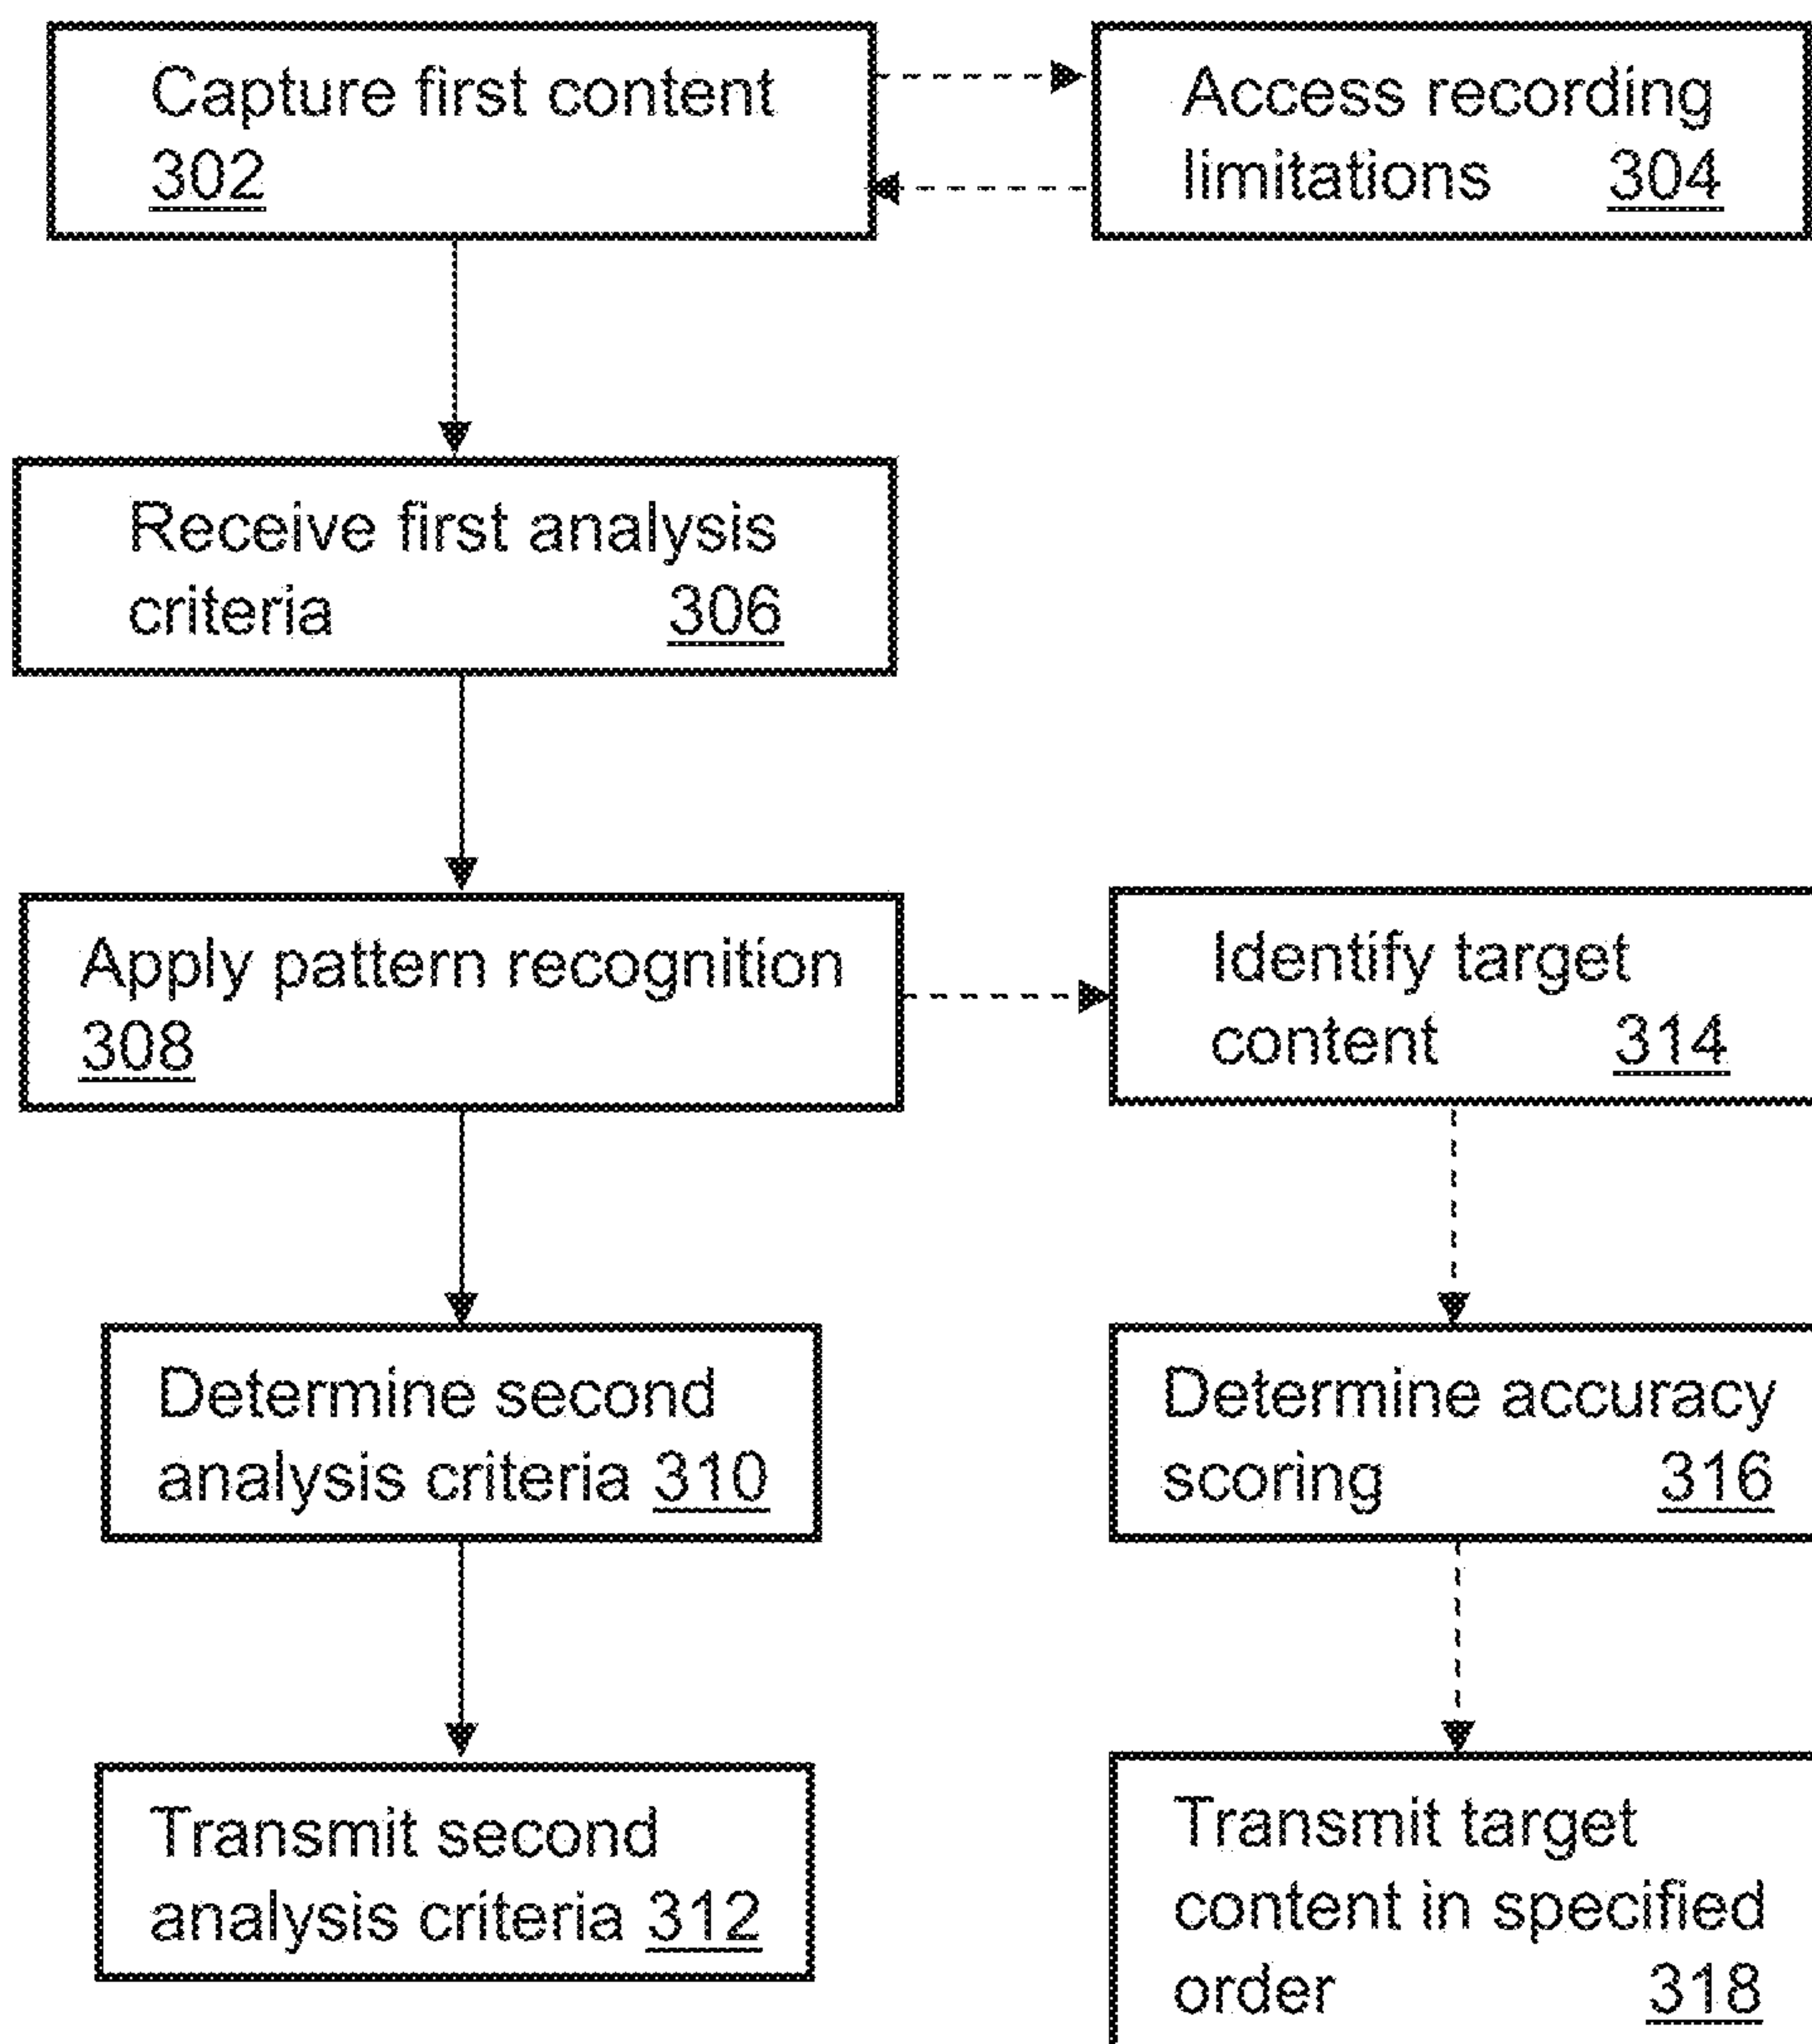 Capture first content
302
Access recording
limitations 304
Receive first analysis
criteria 306
Apply pattern recognition
308
Identify target
content 314
Determine second
analysis criteria 310
Determine accuracy
scoring 316
Transmit second
analysis criteria 312
Transmit target
content in specified
order 318